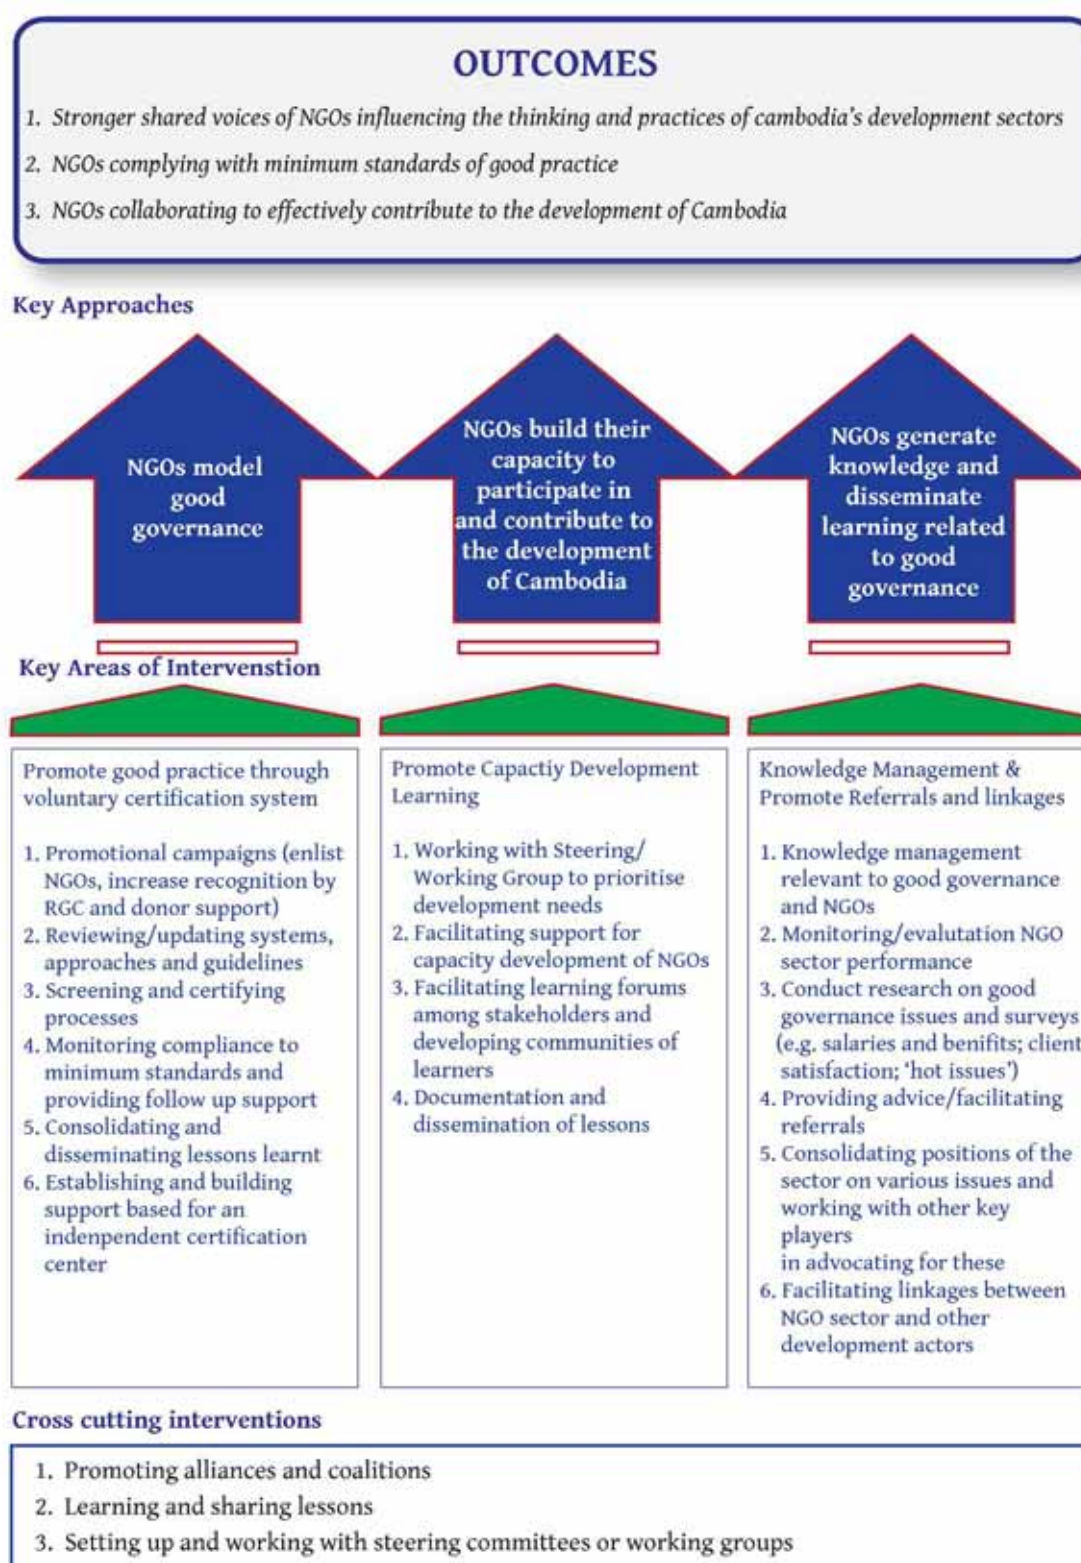 OUTCOMES
1. Stronger shared voices of NGOs influencing the thinking and practices of cambodia's development sectors
2. NGOs complying with minimum standards of good practice
3. NGOs collaborating to effectively contribute to the development of Cambodia
Key Approaches
NGOs model
good
governance
NGOs build their
capacity to
participate in
and contribute to
the development
of Cambodia
NGOs generate
knowledge and
disseminate
learning related
to good
governance
Key Areas of Intervenstion
Promote good practice through
voluntary certification system
1. Promotional campaigns (enlist
NGOs, increase recognition by
RGC and donor support)
2. Reviewing/updating systems,
approaches and guidelines
3. Screening and certifying
processes
4. Monitoring compliance to
minimum standards and
providing follow up support
5. Consolidating and
disseminating lessons learnt
6. Establishing and building
support based for an
indenpendent certification
center
Promote Capactiy Development
Learning
1. Working with Steering/
Working Group to prioritise
development needs
2. Facilitating support for
capacity development of NGOs
3. Facilitating learning forums
among stakeholders and
developing communities of
learners
4. Documentation and
dissemination of lessons
Knowledge Management &
Promote Referrals and linkages
1. Knowledge management
relevant to good governance
and NGOs
2. Monitoring/evalutation NGO
sector performance
3. Conduct research on good
governance issues and surveys
(e.g. salaries and benifits; client
satisfaction; 'hot issues')
4. Providing advice/facilitating
referrals
5. Consolidating positions of the
sector on various issues and
working with other key
players
in advocating for these
6. Facilitating linkages between
NGO sector and other
development actors
Cross cutting interventions
1. Promoting alliances and coalitions
2. Learning and sharing lessons
3. Setting up and working with steering committees or working groups